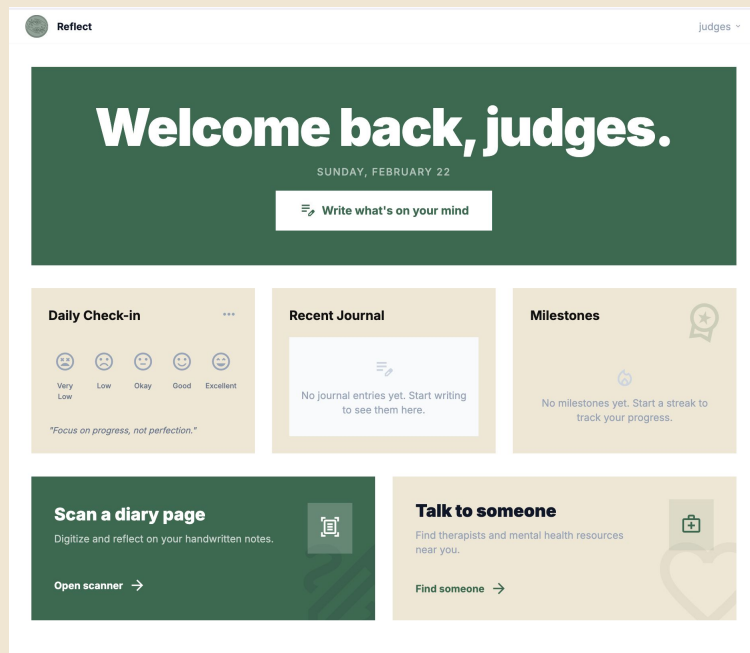 Reflect
judges
Welcome back, judges.
SUNDAY, FEBRUARY 22
Write what's on your mind
Daily Check-in
Very Low
Low
Okay
Good
Excellent
"Focus on progress, not perfection."
Recent Journal
No journal entries yet. Start writing
to see them here.
Milestones
No milestones yet. Start a streak to
track your progress.
Scan a diary page
Digitize and reflect on your handwritten notes.
Open scanner
Talk to someone
Find therapists and mental health resources
near you.
Find someone